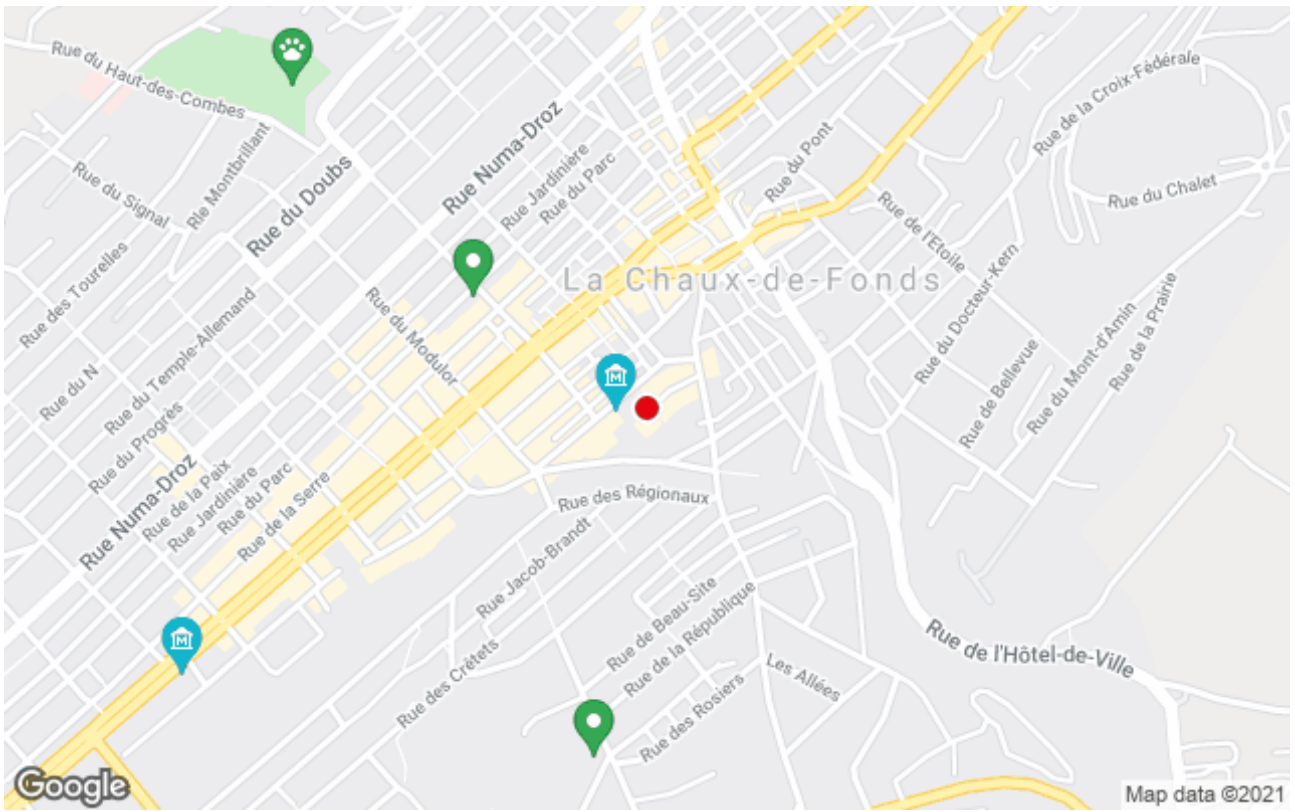 Rue du Haut-des-Combes
Rue du Signal
Rle Montbrillant
Rue du Doubs
Rue Numa-Droz
Rue Jardinière
Rue du Parc
Rue du Pont
Rue de la Croix-Fédérale
Rue du Chalet
Rue de l'Etoile
La Chaux-de-Fonds
Rue des Tourelles
Rue du Temple-Allemand
Rue du Modulor
Rue du Docteur-Kern
Rue de Bellevue
Rue du Mont-d'Amin
Rue de la Prairie
Rue du N
Rue du Progrès
Rue Numa-Droz
Rue de la Paix
Rue Jardinière
Rue du Parc
Rue de la Serre
M
M
Rue des Régionaux
Rue Jacob-Brandt
Rue des Crêtets
Rue de Beau-Site
Rue de la République
Rue des Rosiers
Les Allées
Rue de l'Hôtel-de-Ville
Google
Map data ©2021